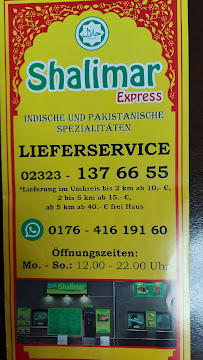 حلال
Shalimar
Express
INDISCHE UND PAKISTANISCHE
SPEZIALITÄTEN
LIEFERSERVICE
02323 - 137 66 55
*Lieferung im Umkreis bis 2 km ab 10.- €,
2 bis 5 km ab 15.- €,
ab 5 km ab 40.- € frei Haus
0176 - 416 191 60
Öffnungszeiten:
Mo. - So.: 12.00 - 22.00 Uhr
Shalimar